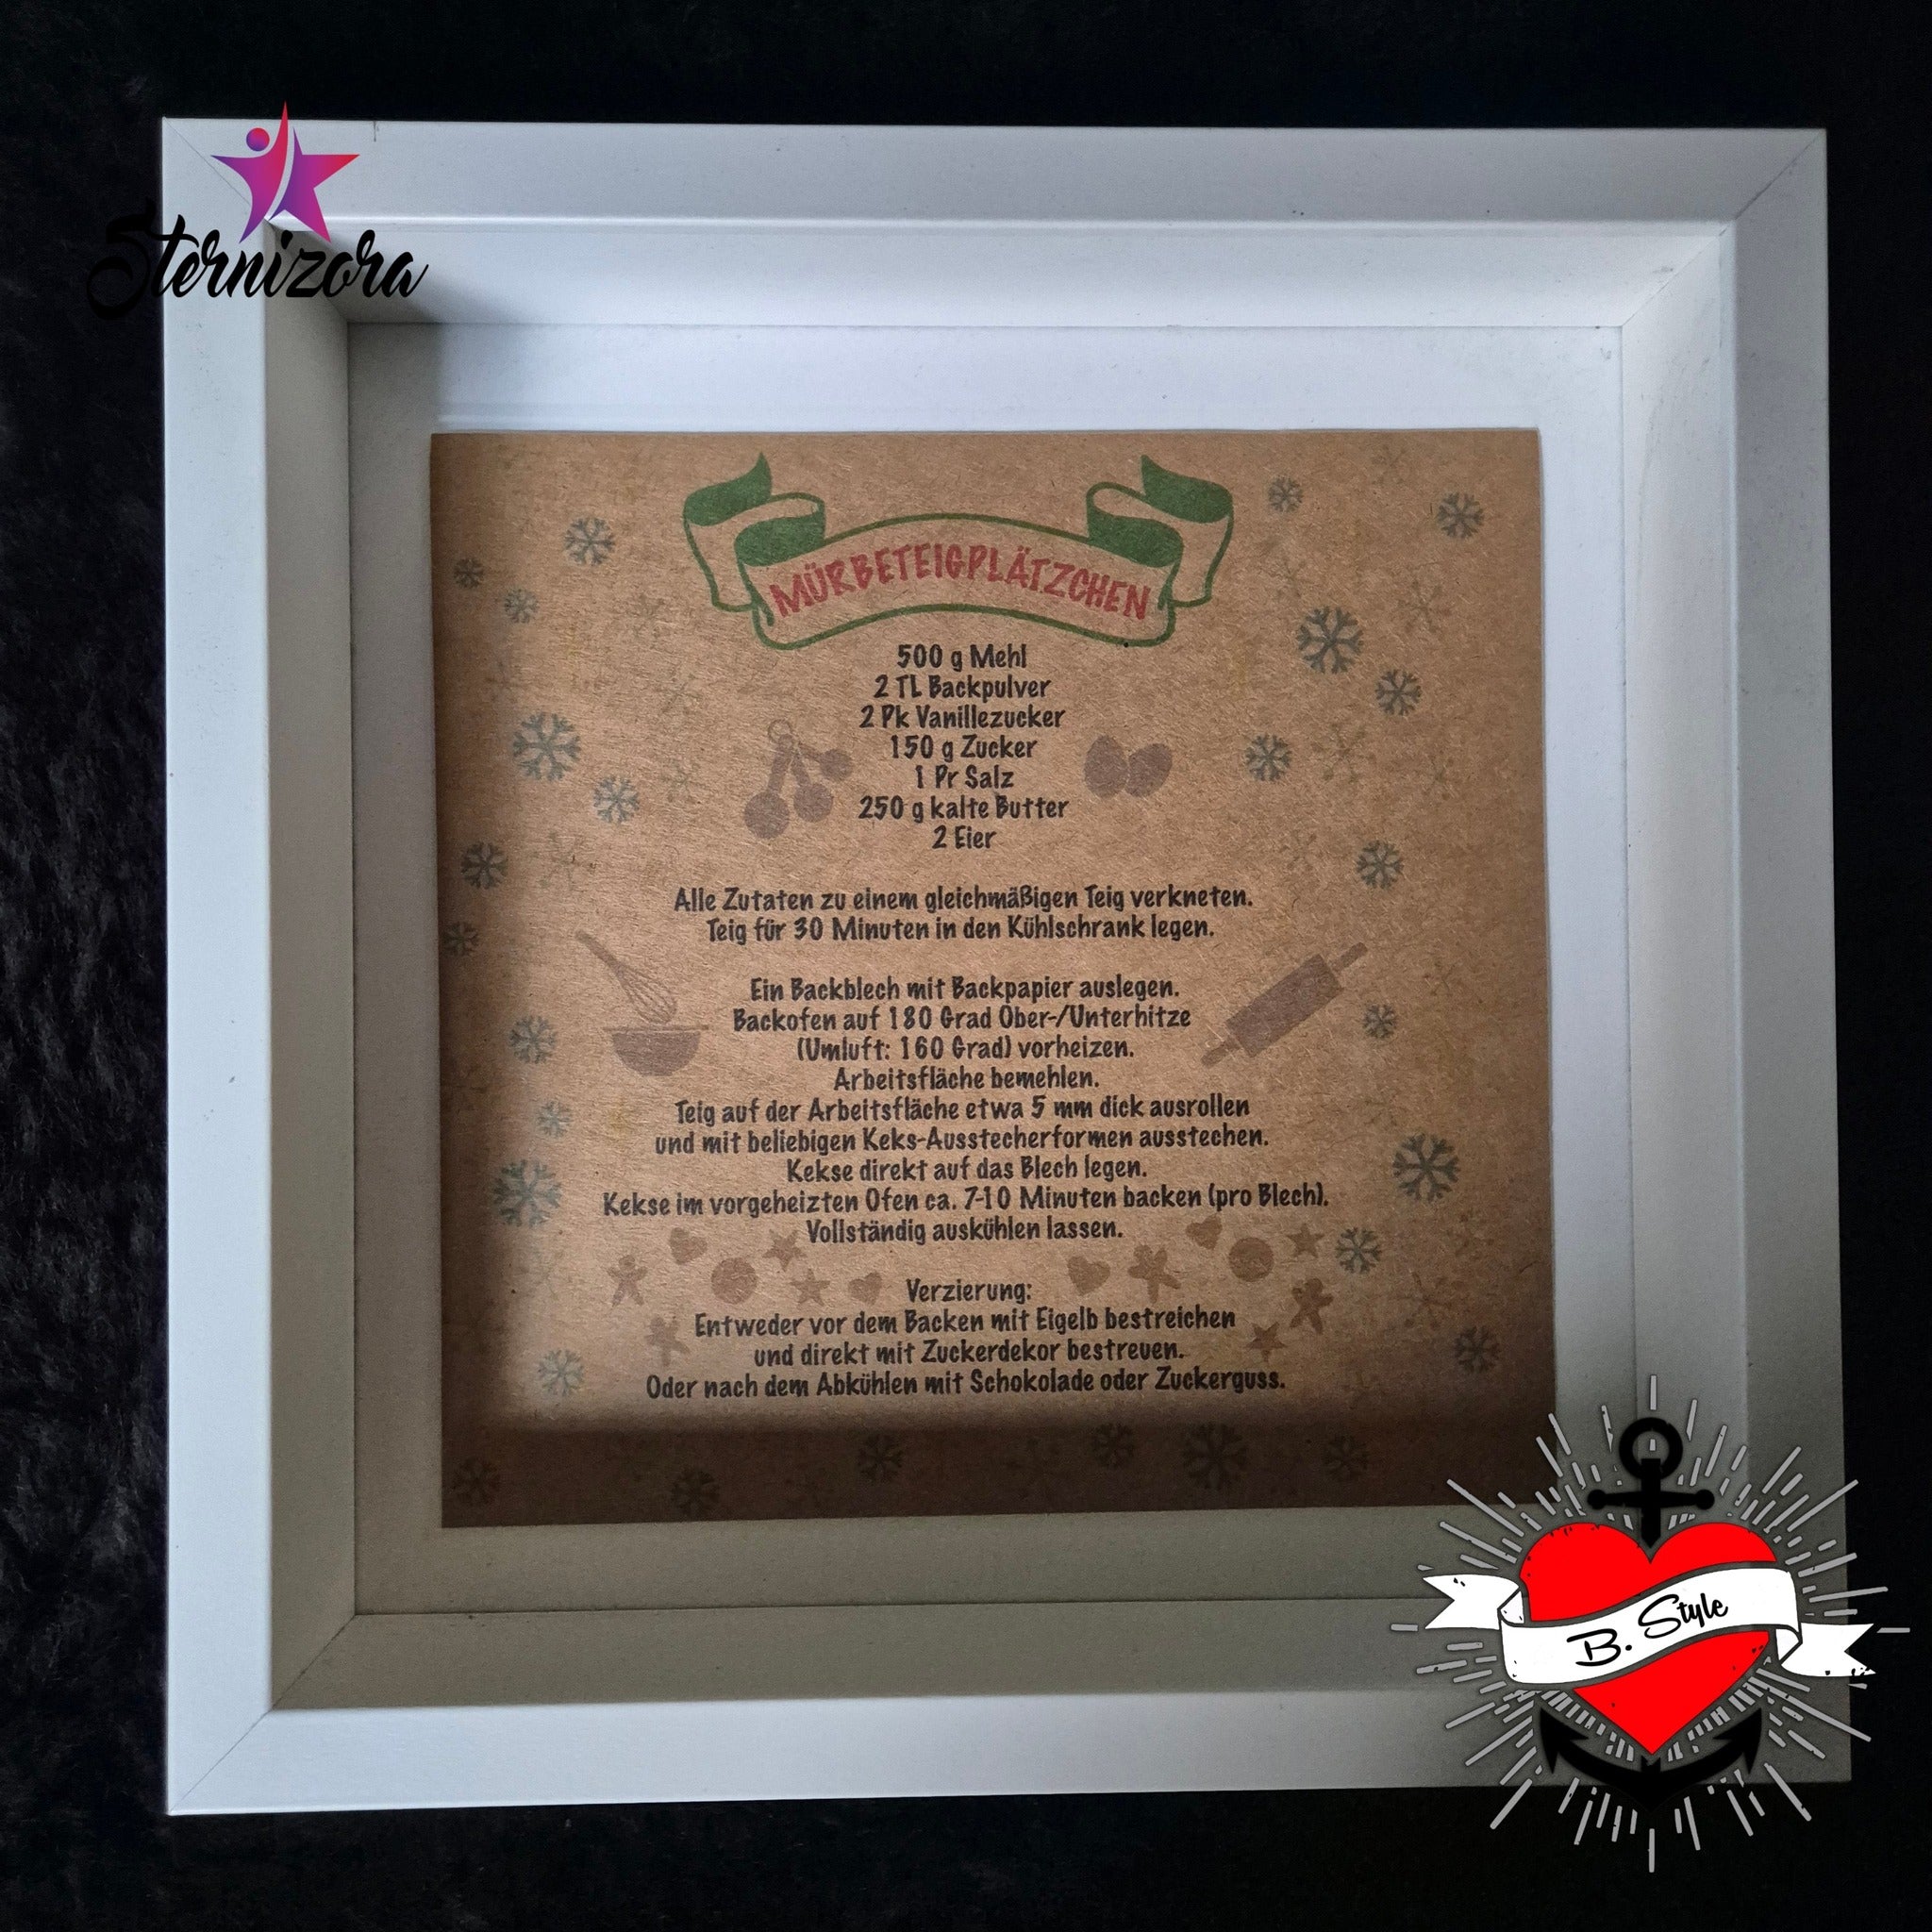 Sternizora
MÜRBETEIGPLÄTZCHEN
500 g Mehl
2 TL Backpulver
2 Pk Vanillezucker
150 g Zucker
1 Pr Salz
250 g kalte Butter
2 Eier
Alle Zutaten zu einem gleichmäßigen Teig verkneten.
Teig für 30 Minuten in den Kühlschrank legen.
Ein Backblech mit Backpapier auslegen.
Backofen auf 180 Grad Ober-/Unterhitze
(Umluft: 160 Grad) vorheizen.
Arbeitsfläche bemehlen.
Teig auf der Arbeitsfläche etwa 5 mm dick ausrollen
und mit beliebigen Keks-Ausstecherformen ausstechen.
Kekse direkt auf das Blech legen.
Kekse im vorgeheizten Ofen ca. 7-10 Minuten backen (pro Blech).
Vollständig auskühlen lassen.
Verzierung:
Entweder vor dem Backen mit Eigelb bestreichen
und direkt mit Zuckerdekor bestreuen.
Oder nach dem Abkühlen mit Schokolade oder Zuckerguss.
B. Style